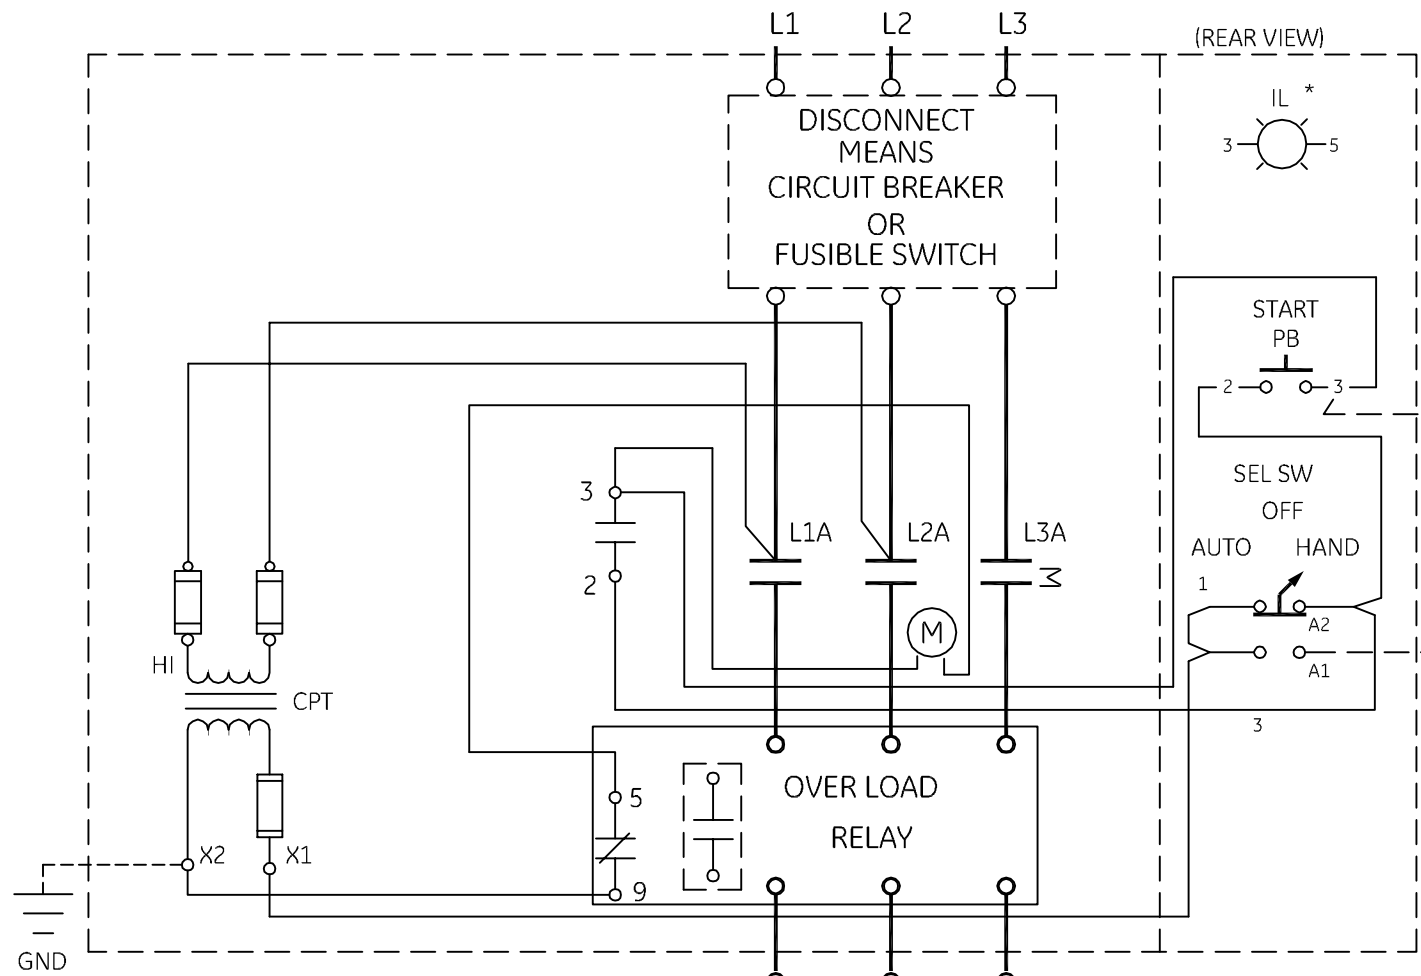 L1 L2 L3
(REAR VIEW)
DISCONNECT
MEANS
CIRCUIT BREAKER
OR
FUSIBLE SWITCH
IL *
3 5
START
PB
2 3
SEL SW
OFF
AUTO HAND
1
A2
A1
3
3
2
L1A L2A L3A
M
M
HI
CPT
OVER LOAD
RELAY
5
9
X2 X1
GND